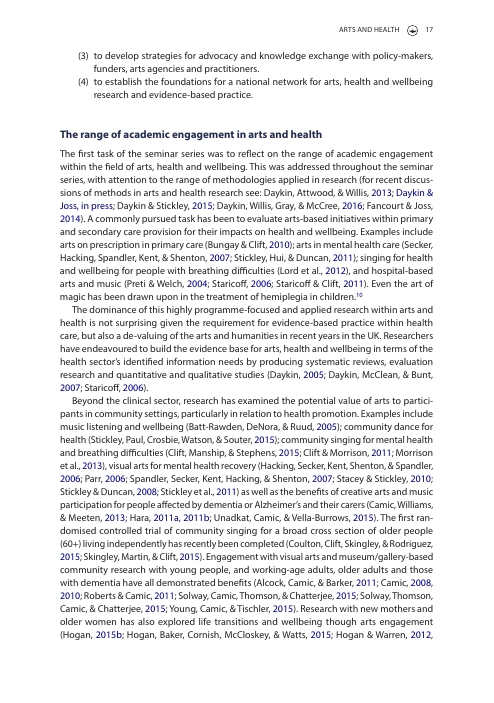 ARTS AND HEALTH 17
(3) to develop strategies for advocacy and knowledge exchange with policy-makers,
funders, arts agencies and practitioners.
(4) to establish the foundations for a national network for arts, health and wellbeing
research and evidence-based practice.
The range of academic engagement in arts and health
The first task of the seminar series was to reflect on the range of academic engagement
within the field of arts, health and wellbeing. This was addressed throughout the seminar
series, with attention to the range of methodologies applied in research (for recent discus-
sions of methods in arts and health research see: Daykin, Attwood, & Willis, 2013; Daykin &
Joss, in press; Daykin & Stickley, 2015; Daykin, Willis, Gray, & McCree, 2016; Fancourt & Joss,
2014). A commonly pursued task has been to evaluate arts-based initiatives within primary
and secondary care provision for their impacts on health and wellbeing. Examples include
arts on prescription in primary care (Bungay & Clift, 2010); arts in mental health care (Secker,
Hacking, Spandler, Kent, & Shenton, 2007; Stickley, Hui, & Duncan, 2011); singing for health
and wellbeing for people with breathing difficulties (Lord et al., 2012), and hospital-based
arts and music (Preti & Welch, 2004; Staricoff, 2006; Staricoff & Clift, 2011). Even the art of
magic has been drawn upon in the treatment of hemiplegia in children.10
The dominance of this highly programme-focused and applied research within arts and
health is not surprising given the requirement for evidence-based practice within health
care, but also a de-valuing of the arts and humanities in recent years in the UK. Researchers
have endeavoured to build the evidence base for arts, health and wellbeing in terms of the
health sector's identified information needs by producing systematic reviews, evaluation
research and quantitative and qualitative studies (Daykin, 2005; Daykin, McClean, & Bunt,
2007; Staricoff, 2006).
Beyond the clinical sector, research has examined the potential value of arts to partici-
pants in community settings, particularly in relation to health promotion. Examples include
music listening and wellbeing (Batt-Rawden, DeNora, & Ruud, 2005); community dance for
health (Stickley, Paul, Crosbie, Watson, & Souter, 2015); community singing for mental health
and breathing difficulties (Clift, Manship, & Stephens, 2015; Clift & Morrison, 2011; Morrison
et al., 2013), visual arts for mental health recovery (Hacking, Secker, Kent, Shenton, & Spandler,
2006; Parr, 2006; Spandler, Secker, Kent, Hacking, & Shenton, 2007; Stacey & Stickley, 2010;
Stickley & Duncan, 2008; Stickley et al., 2011) as well as the benefits of creative arts and music
participation for people affected by dementia or Alzheimer's and their carers (Camic, Williams,
& Meeten, 2013; Hara, 2011a, 2011b; Unadkat, Camic, & Vella-Burrows, 2015). The first ran-
domised controlled trial of community singing for a broad cross section of older people
(60+) living independently has recently been completed (Coulton, Clift, Skingley, & Rodriguez,
2015; Skingley, Martin, & Clift, 2015). Engagement with visual arts and museum/gallery-based
community research with young people, and working-age adults, older adults and those
with dementia have all demonstrated benefits (Alcock, Camic, & Barker, 2011; Camic, 2008,
2010; Roberts & Camic, 2011; Solway, Camic, Thomson, & Chatterjee, 2015; Solway, Thomson,
Camic, & Chatterjee, 2015; Young, Camic, & Tischler, 2015). Research with new mothers and
older women has also explored life transitions and wellbeing though arts engagement
(Hogan, 2015b; Hogan, Baker, Cornish, McCloskey, & Watts, 2015; Hogan & Warren, 2012,